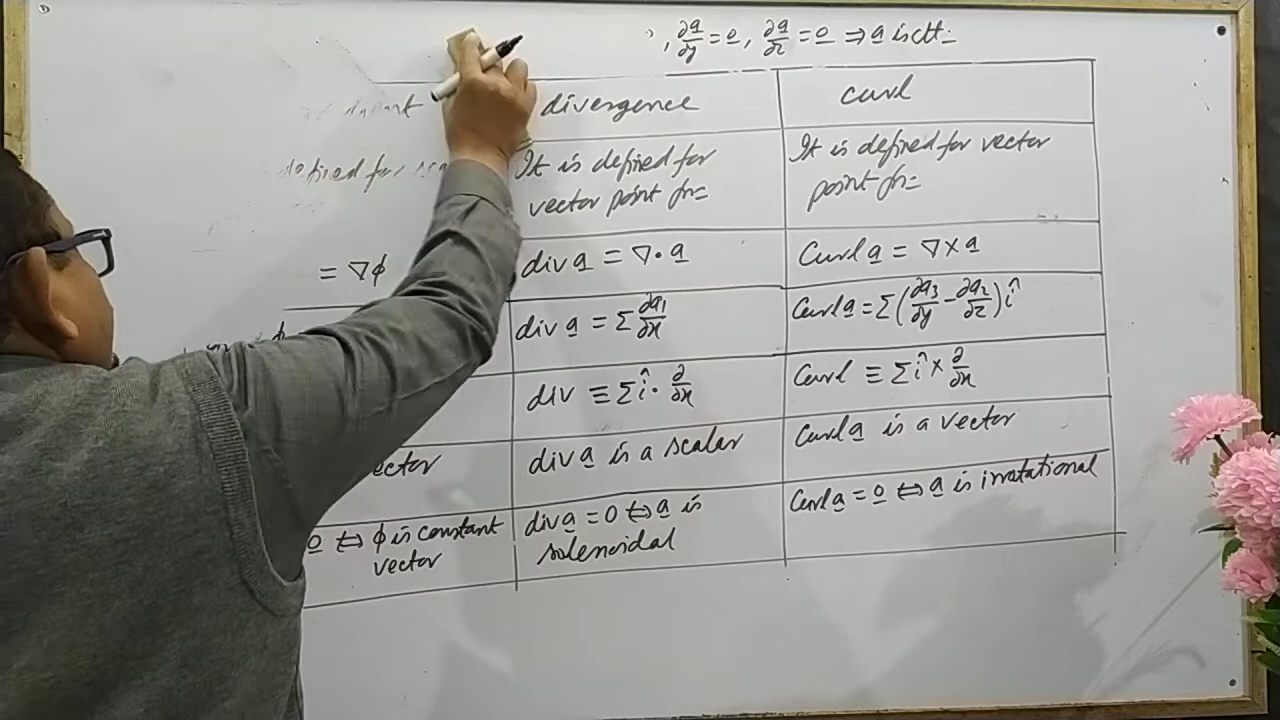 , ∂a/∂y = 0, ∂a/∂z = 0 ⇒ a is ctt=
divergence
curl
defined for
It is defined for
vector point fn=
It is defined for vector
point fn=
= ∇ϕ
div a = ∇·a
Curl a = ∇×a
div a = Σ ∂a₁/∂x
Curl a = Σ(∂a₃/∂y − ∂a₂/∂z) î
div ≡ Σ î · ∂/∂x
Curl ≡ Σ î × ∂/∂x
ector
div a is a scalar
Curl a is a vector
0 ⇔ ϕ is constant
vector
div a = 0 ⇔ a is
solenoidal
Curl a = 0 ⇔ a is irrotational